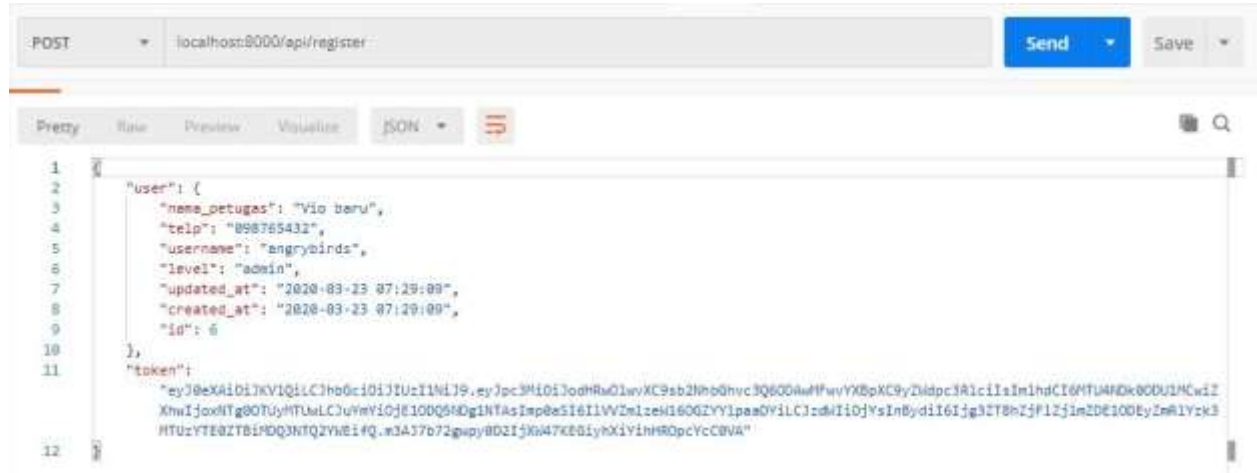 POST localhost:8000/api/register Send Save
Pretty Raw Preview Visualize JSON
1 {
2 "user": {
3 "nama_petugas": "Vio baru",
4 "telp": "098765432",
5 "username": "angrybirds",
6 "level": "admin",
7 "updated_at": "2020-03-23 07:29:09",
8 "created_at": "2020-03-23 07:29:09",
9 "id": 6
10 },
11 "token":
12 }